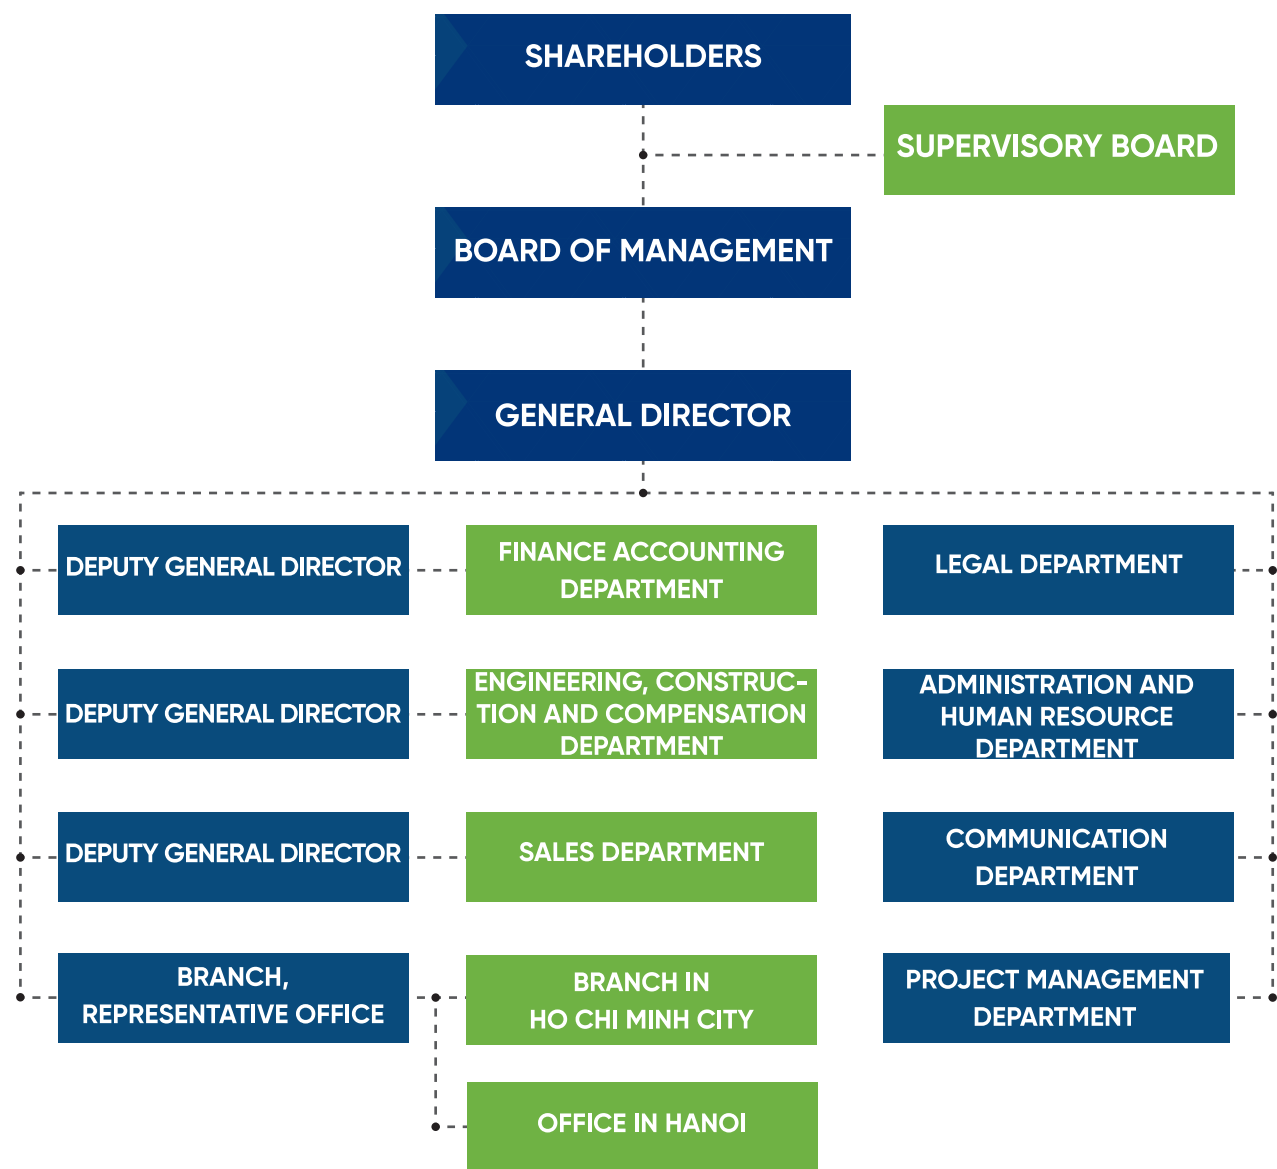 SHAREHOLDERS
SUPERVISORY BOARD
BOARD OF MANAGEMENT
GENERAL DIRECTOR
DEPUTY GENERAL DIRECTOR
FINANCE ACCOUNTING
DEPARTMENT
LEGAL DEPARTMENT
DEPUTY GENERAL DIRECTOR
ENGINEERING, CONSTRUC-
TION AND COMPENSATION
DEPARTMENT
ADMINISTRATION AND
HUMAN RESOURCE
DEPARTMENT
DEPUTY GENERAL DIRECTOR
SALES DEPARTMENT
COMMUNICATION
DEPARTMENT
BRANCH,
REPRESENTATIVE OFFICE
BRANCH IN
HO CHI MINH CITY
PROJECT MANAGEMENT
DEPARTMENT
OFFICE IN HANOI